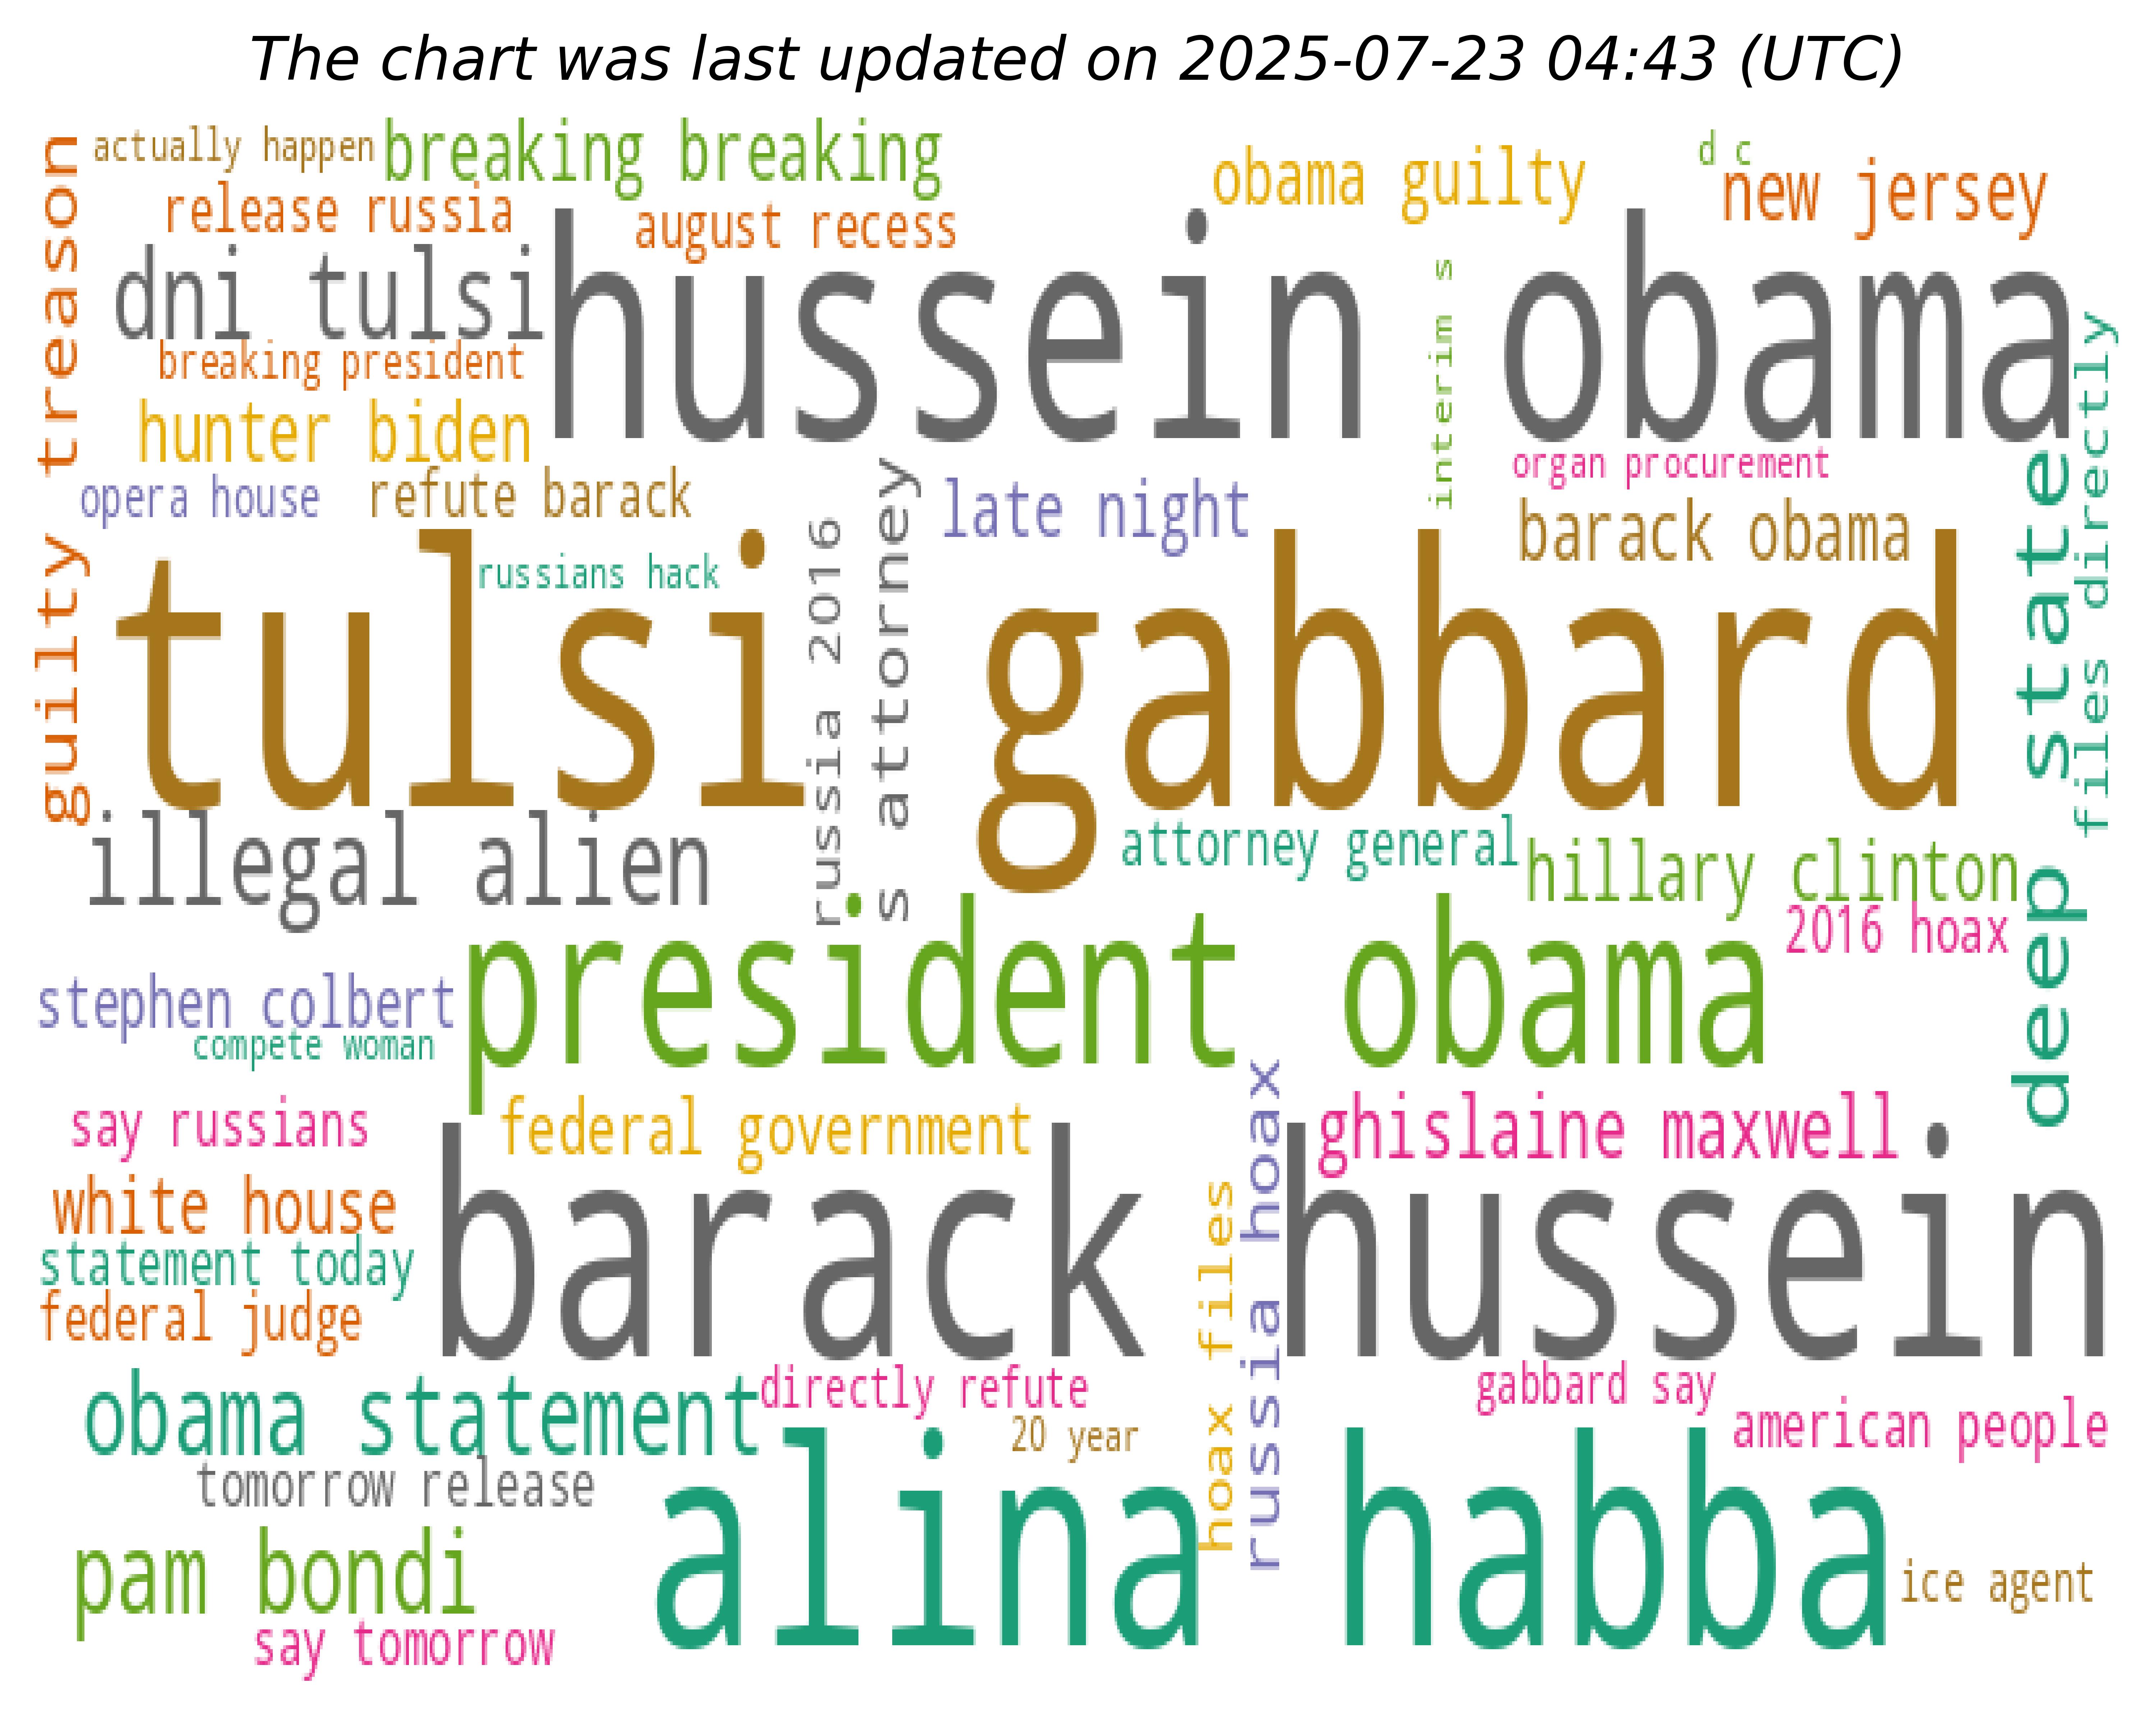 The chart was last updated on 2025-07-23 04:43 (UTC)
actually happen
breaking breaking
obama guilty
d c
new jersey
release russia
august recess
guilty treason
dni tulsi
hussein obama
interim s
files directly
breaking president
hunter biden
organ procurement
opera house
refute barack
late night
barack obama
russians hack
russia 2016
s attorney
deep state
tulsi gabbard
illegal alien
attorney general
hillary clinton
2016 hoax
president obama
stephen colbert
compete woman
say russians
federal government
ghislaine maxwell
russia hoax
hoax files
white house
barack hussein
statement today
federal judge
obama statement
directly refute
gabbard say
american people
20 year
tomorrow release
alina habba
pam bondi
ice agent
say tomorrow